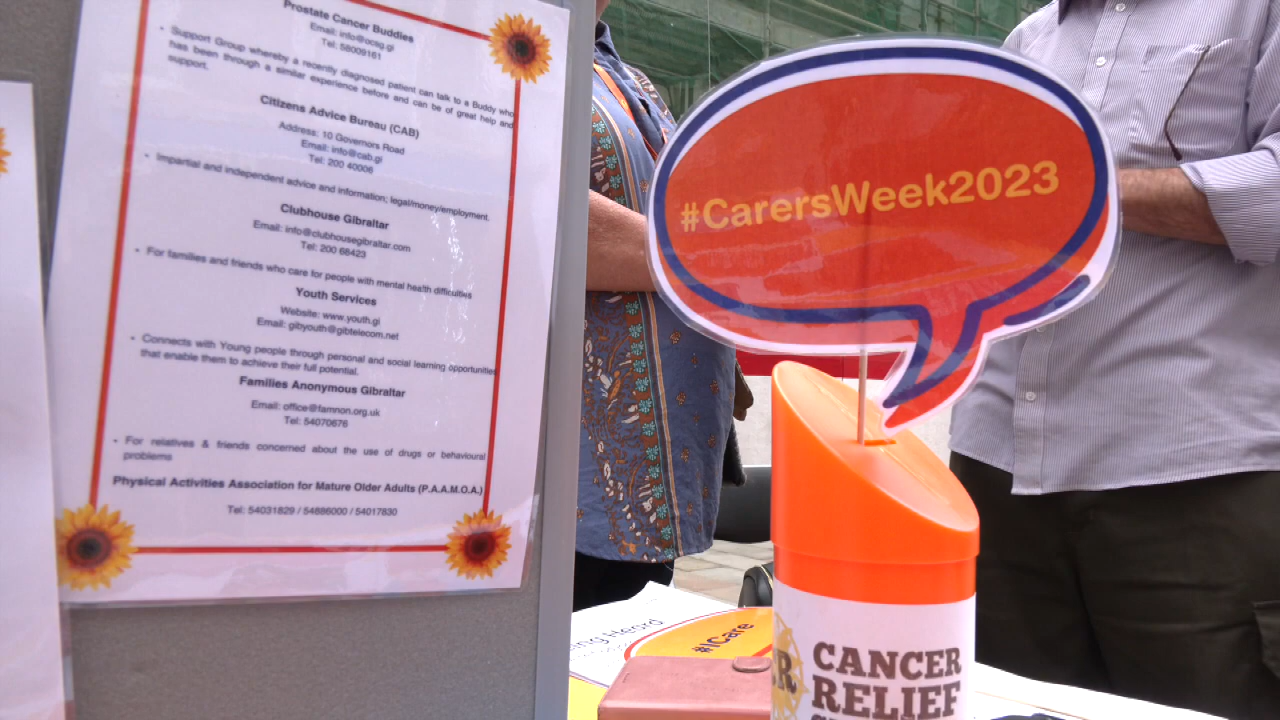 Prostate Cancer Buddies
Email: info@ocsg.gi
Tel: 58009161
• Support Group whereby a recently diagnosed patient can talk to a Buddy who
has been through a similar experience before and can be of great help and
support.
Citizens Advice Bureau (CAB)
Address: 10 Governors Road
Email: info@cab.gi
Tel: 200 40006
• Impartial and independent advice and information; legal/money/employment.
Clubhouse Gibraltar
Email: info@clubhousegibraltar.com
Tel: 200 68423
• For families and friends who care for people with mental health difficulties
Youth Services
Website: www.youth.gi
Email: gibyouth@gibtelecom.net
• Connects with Young people through personal and social learning opportunities
that enable them to achieve their full potential.
Families Anonymous Gibraltar
Email: office@famnon.org.uk
Tel: 54070676
• For relatives & friends concerned about the use of drugs or behavioural
problems
Physical Activities Association for Mature Older Adults (P.A.A.M.O.A.)
Tel: 54031829 / 54886000 / 54017830
#CarersWeek2023
#ICare
CANCER
RELIEF